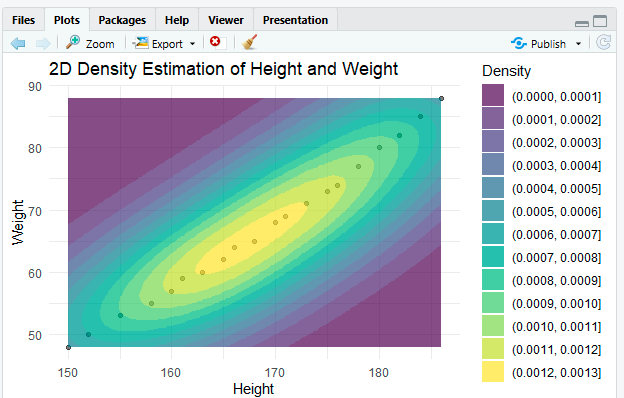 Files Plots Packages Help Viewer Presentation
Zoom Export Publish
2D Density Estimation of Height and Weight
90
80
70
60
50
Weight
150 160 170 180
Height
Density
(0.0000, 0.0001]
(0.0001, 0.0002]
(0.0002, 0.0003]
(0.0003, 0.0004]
(0.0004, 0.0005]
(0.0005, 0.0006]
(0.0006, 0.0007]
(0.0007, 0.0008]
(0.0008, 0.0009]
(0.0009, 0.0010]
(0.0010, 0.0011]
(0.0011, 0.0012]
(0.0012, 0.0013]